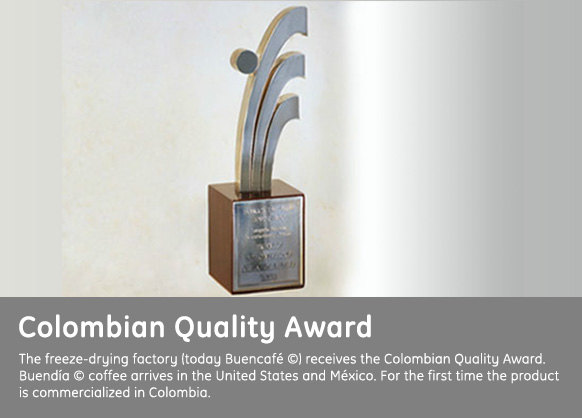 Colombian Quality Award
The freeze-drying factory (today Buencafé ©) receives the Colombian Quality Award.
Buendía © coffee arrives in the United States and México. For the first time the product
is commercialized in Colombia.